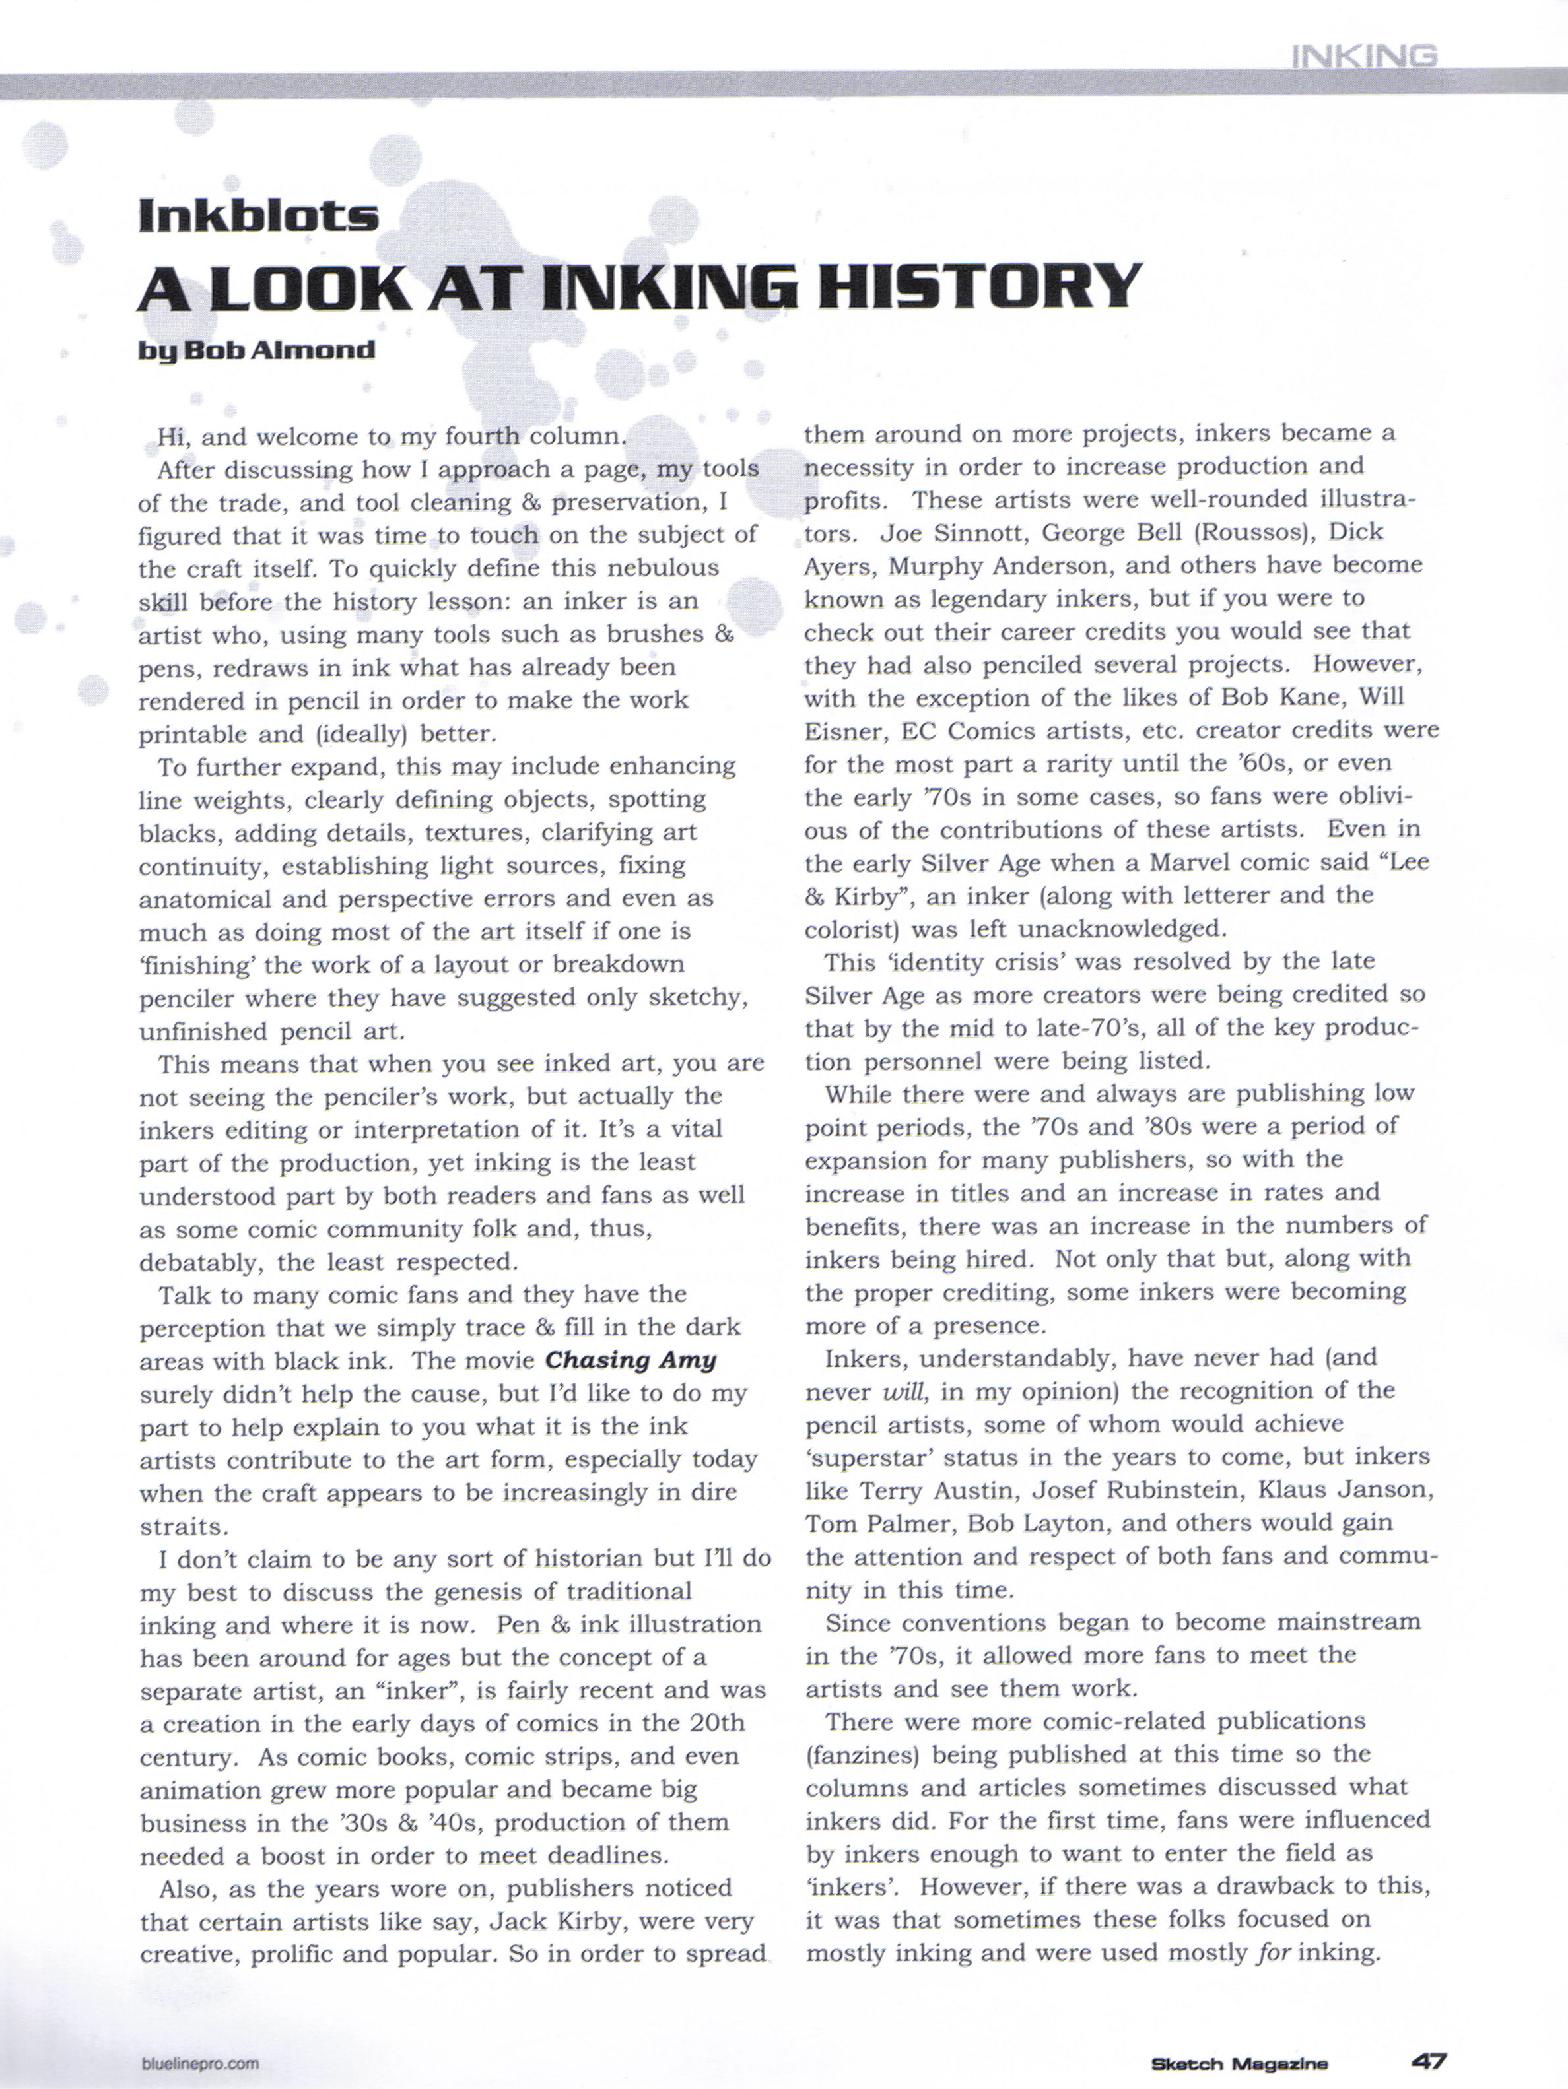 INKING
Inkblots
A LOOK AT INKING HISTORY
by Bob Almond
Hi, and welcome to my fourth column.
After discussing how I approach a page, my tools
of the trade, and tool cleaning & preservation, I
figured that it was time to touch on the subject of
the craft itself. To quickly define this nebulous
skill before the history lesson: an inker is an
artist who, using many tools such as brushes &
pens, redraws in ink what has already been
rendered in pencil in order to make the work
printable and (ideally) better.
To further expand, this may include enhancing
line weights, clearly defining objects, spotting
blacks, adding details, textures, clarifying art
continuity, establishing light sources, fixing
anatomical and perspective errors and even as
much as doing most of the art itself if one is
‘finishing’ the work of a layout or breakdown
penciler where they have suggested only sketchy,
unfinished pencil art.
This means that when you see inked art, you are
not seeing the penciler’s work, but actually the
inkers editing or interpretation of it. It’s a vital
part of the production, yet inking is the least
understood part by both readers and fans as well
as some comic community folk and, thus,
debatably, the least respected.
Talk to many comic fans and they have the
perception that we simply trace & fill in the dark
areas with black ink.  The movie Chasing Amy
surely didn’t help the cause, but I’d like to do my
part to help explain to you what it is the ink
artists contribute to the art form, especially today
when the craft appears to be increasingly in dire
straits.
I don’t claim to be any sort of historian but I’ll do
my best to discuss the genesis of traditional
inking and where it is now.  Pen & ink illustration
has been around for ages but the concept of a
separate artist, an “inker”, is fairly recent and was
a creation in the early days of comics in the 20th
century.  As comic books, comic strips, and even
animation grew more popular and became big
business in the ’30s & ’40s, production of them
needed a boost in order to meet deadlines.
Also, as the years wore on, publishers noticed
that certain artists like say, Jack Kirby, were very
creative, prolific and popular. So in order to spread
them around on more projects, inkers became a
necessity in order to increase production and
profits.  These artists were well-rounded illustra-
tors.  Joe Sinnott, George Bell (Roussos), Dick
Ayers, Murphy Anderson, and others have become
known as legendary inkers, but if you were to
check out their career credits you would see that
they had also penciled several projects.  However,
with the exception of the likes of Bob Kane, Will
Eisner, EC Comics artists, etc. creator credits were
for the most part a rarity until the ’60s, or even
the early ’70s in some cases, so fans were oblivi-
ous of the contributions of these artists.  Even in
the early Silver Age when a Marvel comic said “Lee
& Kirby”, an inker (along with letterer and the
colorist) was left unacknowledged.
This ‘identity crisis’ was resolved by the late
Silver Age as more creators were being credited so
that by the mid to late-70’s, all of the key produc-
tion personnel were being listed.
While there were and always are publishing low
point periods, the ’70s and ’80s were a period of
expansion for many publishers, so with the
increase in titles and an increase in rates and
benefits, there was an increase in the numbers of
inkers being hired.  Not only that but, along with
the proper crediting, some inkers were becoming
more of a presence.
Inkers, understandably, have never had (and
never will, in my opinion) the recognition of the
pencil artists, some of whom would achieve
‘superstar’ status in the years to come, but inkers
like Terry Austin, Josef Rubinstein, Klaus Janson,
Tom Palmer, Bob Layton, and others would gain
the attention and respect of both fans and commu-
nity in this time.
Since conventions began to become mainstream
in the ’70s, it allowed more fans to meet the
artists and see them work.
There were more comic-related publications
(fanzines) being published at this time so the
columns and articles sometimes discussed what
inkers did. For the first time, fans were influenced
by inkers enough to want to enter the field as
‘inkers’.  However, if there was a drawback to this,
it was that sometimes these folks focused on
mostly inking and were used mostly for inking.
bluelinepro.com
Sketch Magazine 47